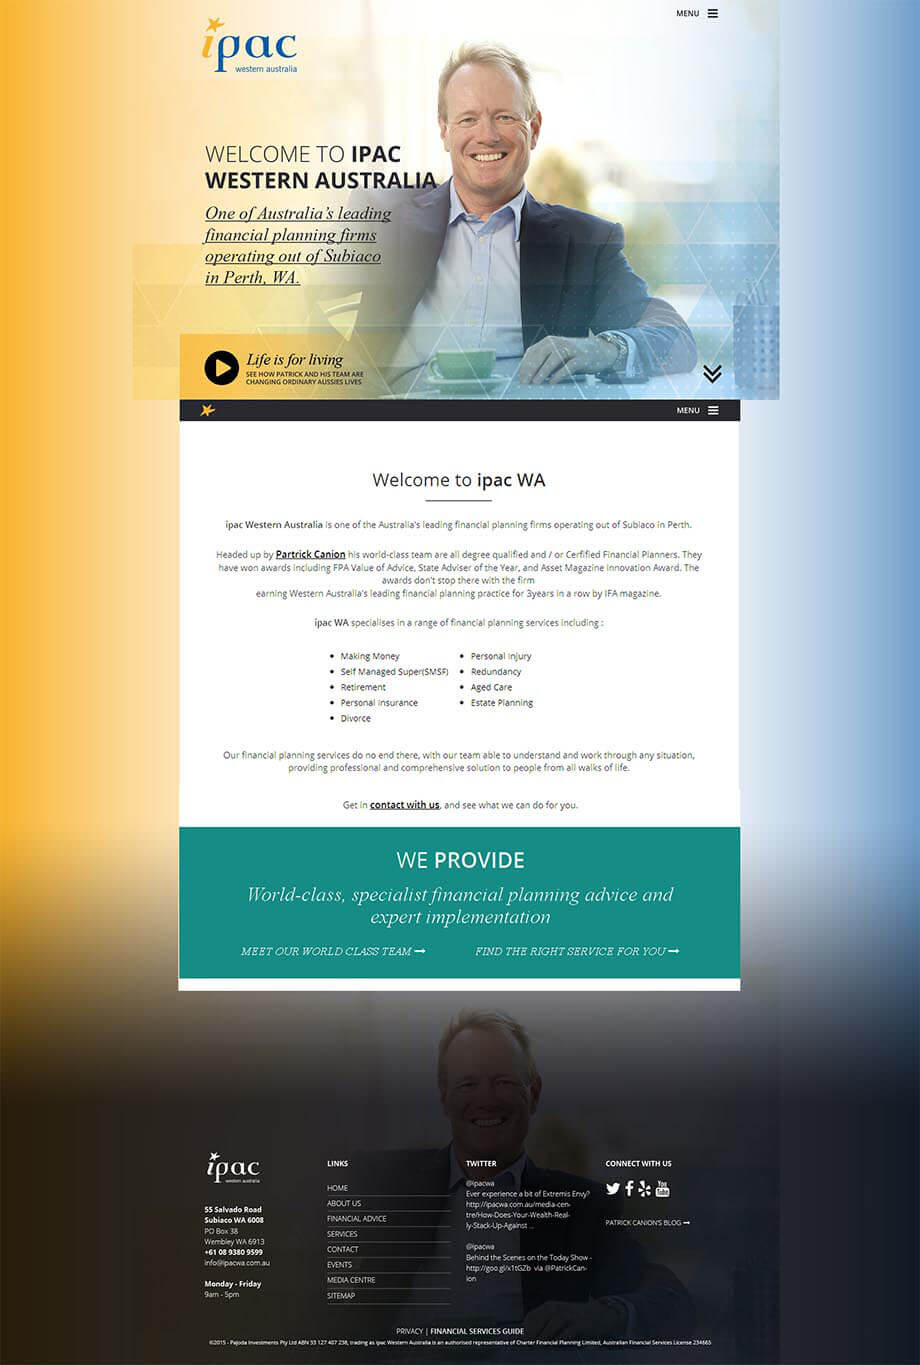 MENU
ipac
western australia
WELCOME TO IPAC
WESTERN AUSTRALIA
One of Australia's leading
financial planning firms
operating out of Subiaco
in Perth, WA.
Life is for living
SEE HOW PATRICK AND HIS TEAM ARE
CHANGING ORDINARY AUSSIES LIVES
MENU
Welcome to ipac WA
ipac Western Australia is one of the Australia's leading financial planning firms operating out of Subiaco in Perth.
Headed up by Partrick Canion his world-class team are all degree qualified and / or Cerfified Financial Planners. They
have won awards including FPA Value of Advice, State Adviser of the Year, and Asset Magazine Innovation Award. The
awards don't stop there with the firm
earning Western Australia's leading financial planning practice for 3years in a row by IFA magazine.
ipac WA specialises in a range of financial planning services including :
• Making Money
• Self Managed Super(SMSF)
• Retirement
• Personal Insurance
• Divorce
• Personal Injury
• Redundancy
• Aged Care
• Estate Planning
Our financial planning services do no end there, with our team able to understand and work through any situation,
providing professional and comprehensive solution to people from all walks of life.
Get in contact with us, and see what we can do for you.
WE PROVIDE
World-class, specialist financial planning advice and
expert implementation
MEET OUR WORLD CLASS TEAM
FIND THE RIGHT SERVICE FOR YOU
ipac
western australia
55 Salvado Road
Subiaco WA 6008
PO Box 38
Wembley WA 6913
+61 08 9380 9599
info@ipacwa.com.au
Monday - Friday
9am - 5pm
LINKS
HOME
ABOUT US
FINANCIAL ADVICE
SERVICES
CONTACT
EVENTS
MEDIA CENTRE
SITEMAP
TWITTER
@ipacwa
Ever experience a bit of Extremis Envy?
http://ipacwa.com.au/media-cen-
tre/How-Does-Your-Wealth-Real-
ly-Stack-Up-Against ...
@ipacwa
Behind the Scenes on the Today Show -
http://goo.gl/x1tGZb via @PatrickCan-
ion
CONNECT WITH US
You
Tube
PATRICK CANION'S BLOG
PRIVACY | FINANCIAL SERVICES GUIDE
©2015 - Pajoda Investments Pty Ltd ABN 33 127 407 238, trading as ipac Western Australia is an authorised representative of Charter Financial Planning Limited, Australian Financial Services License 234665